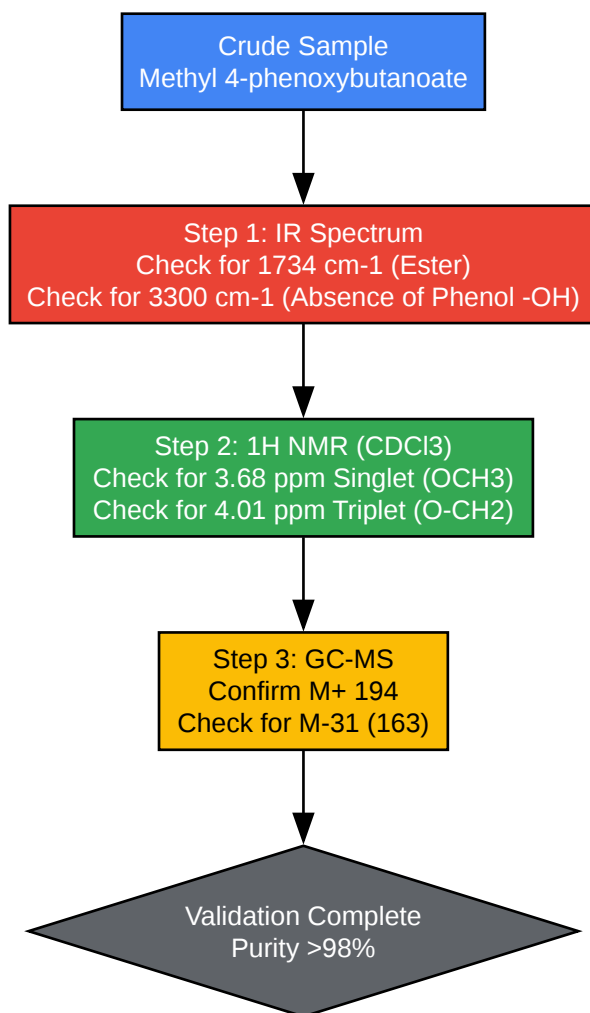 Crude Sample
Methyl 4-phenoxybutanoate
Step 1: IR Spectrum
Check for 1734 cm-1 (Ester)
Check for 3300 cm-1 (Absence of Phenol -OH)
Step 2: 1H NMR (CDCl3)
Check for 3.68 ppm Singlet (OCH3)
Check for 4.01 ppm Triplet (O-CH2)
Step 3: GC-MS
Confirm M+ 194
Check for M-31 (163)
Validation Complete
Purity >98%